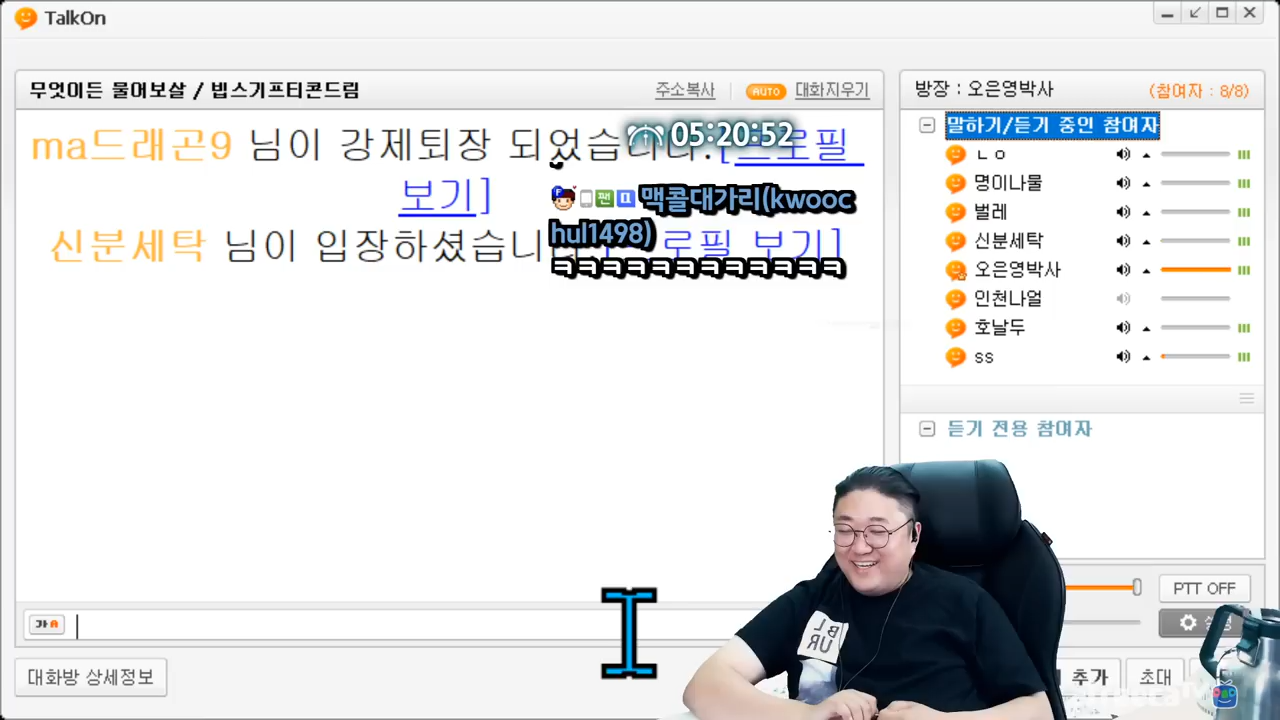 TalkOn
무엇이든 물어보살 / 빕스기프티콘드림
주소복사
AUTO
대화지우기
ma드래곤9 님이 강제퇴장 되었습니다.[프로필
보기]
신분세탁 님이 입장하셨습니
로필 보기]
05:20:52
맥콜대가리(kwooc
hul1498)
ㅋㅋㅋㅋㅋㅋㅋㅋㅋㅋㅋㅋ
방장 : 오은영박사
(참여자 : 8/8)
말하기/듣기 중인 참여자
ㄴㅇ
명이나물
벌레
신분세탁
오은영박사
인천나얼
호날두
ss
듣기 전용 참여자
PTT OFF
가A
대화방 상세정보
추가
초대
BL
UR